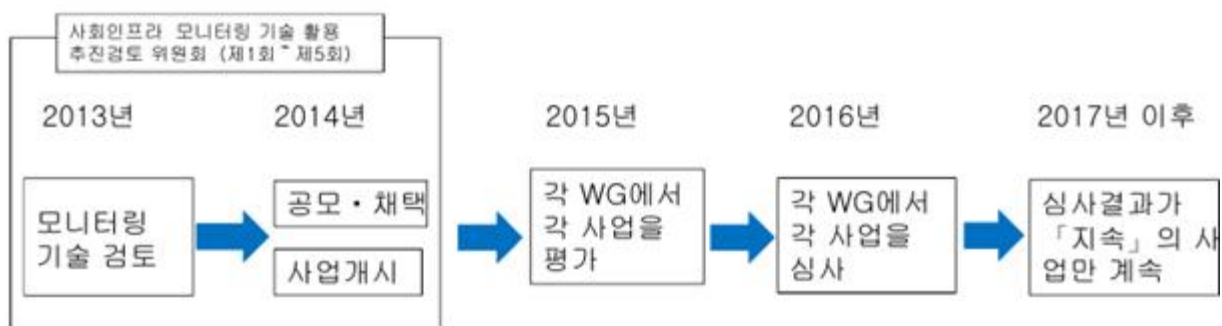 사회인프라 모니터링 기술 활용
추진검토 위원회 (제1회~제5회)
2013년
2014년
2015년
2016년
2017년 이후
모니터링
기술 검토
공모·채택
사업개시
각 WG에서
각 사업을
평가
각 WG에서
각 사업을
심사
심사결과가
「지속」의 사
업만 계속